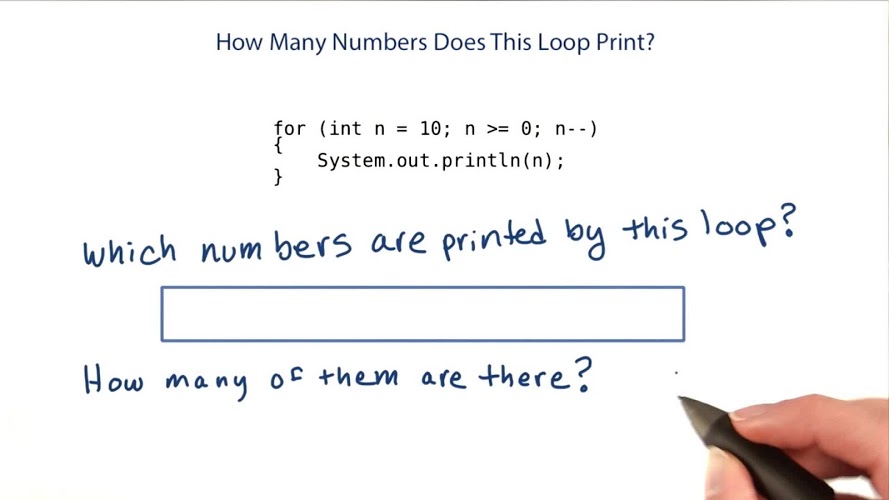 How Many Numbers Does This Loop Print?
for (int n = 10; n >= 0; n--)
{
System.out.println(n);
}
Which numbers are printed by this loop?
How many of them are there?